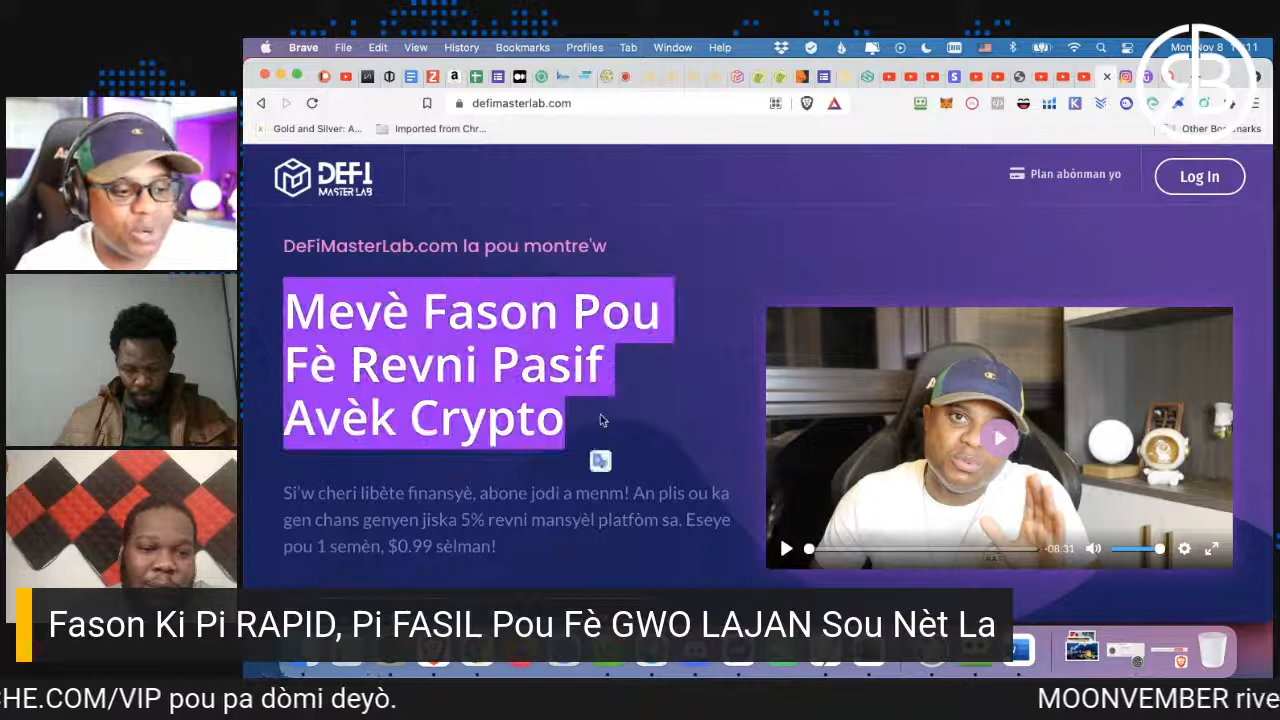 Brave File Edit View History Bookmarks Profiles Tab Window Help
Mon Nov 8
defimasterlab.com
Gold and Silver: A... Imported from Chr...
DEFI
MASTER LAB
Plan abònman yo
Log In
DeFiMasterLab.com la pou montre'w
Mevè Fason Pou
Fè Revni Pasif
Avèk Crypto
Si'w cheri libète finansyè, abone jodi a menm! An plis ou ka
gen chans genyen jiska 5% revni mansyèl platfòm sa. Eseye
pou 1 semèn, $0.99 sèlman!
-08:31
Fason Ki Pi RAPID, Pi FASIL Pou Fè GWO LAJAN Sou Nèt La
CHE.COM/VIP pou pa dòmi deyò.
MOONVEMBER rive